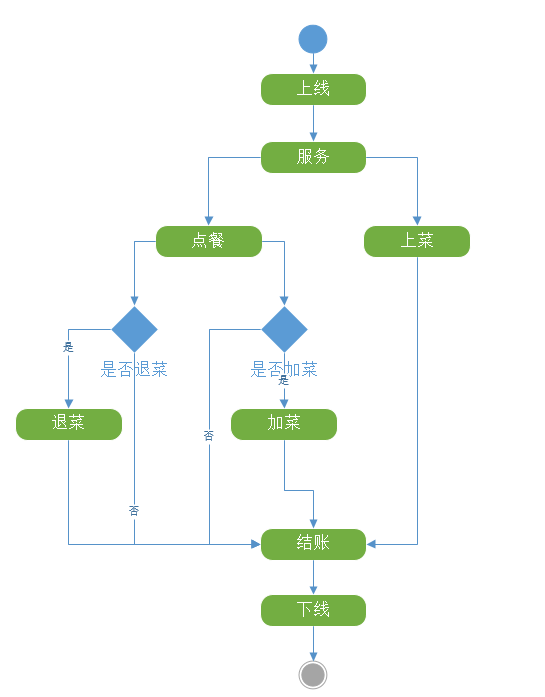 上线
服务
点餐
上菜
是
是否退菜
是否加菜
是
退菜
加菜
否
否
结账
下线